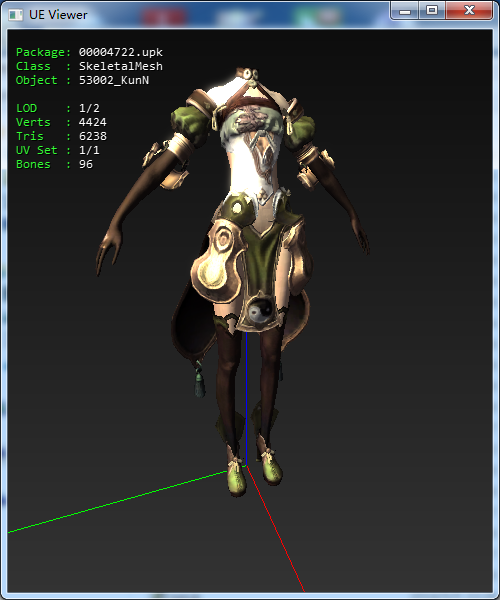 UE Viewer
Package: 00004722.upk
Class : SkeletalMesh
Object : 53002_KunN
LOD : 1/2
Verts : 4424
Tris : 6238
UV Set : 1/1
Bones : 96